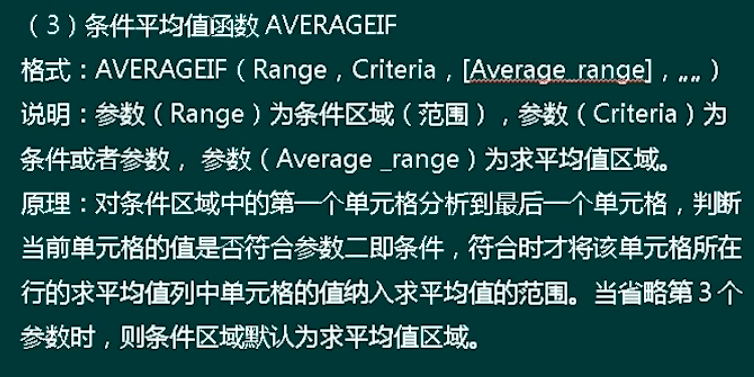 （3）条件平均值函数 AVERAGEIF
格式：AVERAGEIF（Range，Criteria，[Average_range]，,,,,）
说明：参数（Range）为条件区域（范围），参数（Criteria）为
条件或者参数， 参数（Average _range）为求平均值区域。
原理：对条件区域中的第一个单元格分析到最后一个单元格，判断
当前单元格的值是否符合参数二即条件，符合时才将该单元格所在
行的求平均值列中单元格的值纳入求平均值的范围。当省略第 3 个
参数时，则条件区域默认为求平均值区域。